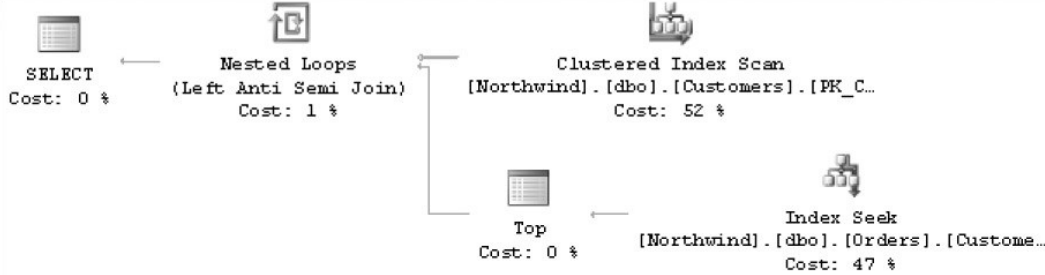 SELECT
Cost: 0 %
Nested Loops
(Left Anti Semi Join)
Cost: 1 %
Clustered Index Scan
[Northwind].[dbo].[Customers].[PK_C…
Cost: 52 %
Top
Cost: 0 %
Index Seek
[Northwind].[dbo].[Orders].[Custome…
Cost: 47 %